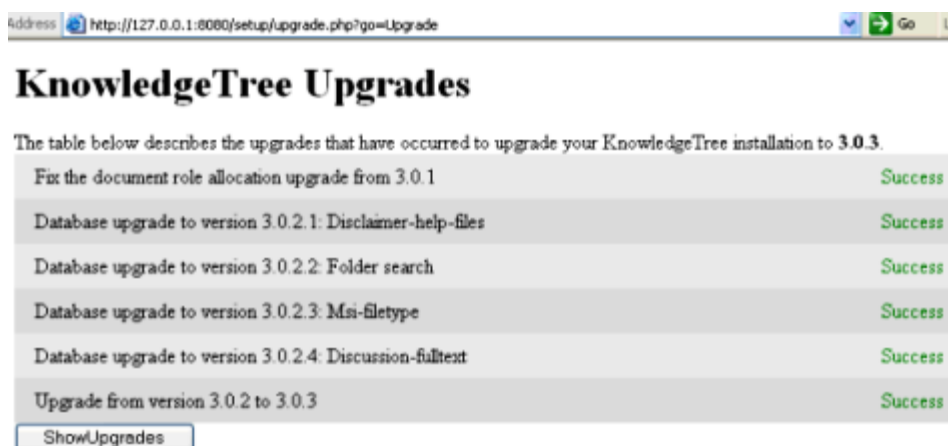 Address http://127.0.0.1:8080/setup/upgrade.php?go=Upgrade Go
KnowledgeTree Upgrades
The table below describes the upgrades that have occurred to upgrade your KnowledgeTree installation to 3.0.3.
Fix the document role allocation upgrade from 3.0.1 Success
Database upgrade to version 3.0.2.1: Disclaimer-help-files Success
Database upgrade to version 3.0.2.2: Folder search Success
Database upgrade to version 3.0.2.3: Msi-filetype Success
Database upgrade to version 3.0.2.4: Discussion-fulltext Success
Upgrade from version 3.0.2 to 3.0.3 Success
ShowUpgrades